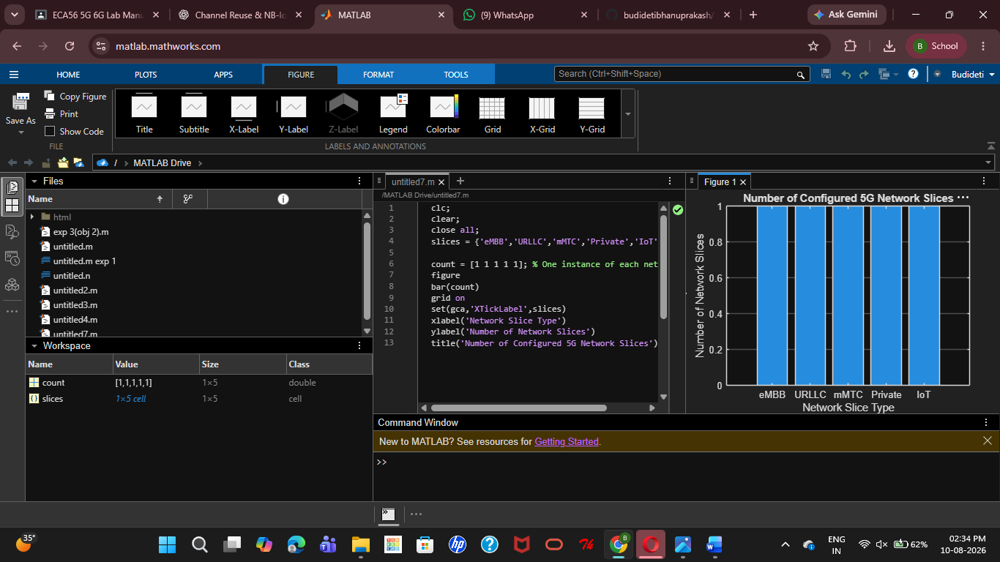 ECA56 5G 6G Lab Manu
Channel Reuse & NB-Io
MATLAB
(9) WhatsApp
budidetibhanuprakash/
Ask Gemini
matlab.mathworks.com
B School
HOME PLOTS APPS FIGURE FORMAT TOOLS
Search (Ctrl+Shift+Space)
Budideti
Save As
Copy Figure
Print
Show Code
FILE
Title Subtitle X-Label Y-Label Z-Label Legend Colorbar Grid X-Grid Y-Grid
LABELS AND ANNOTATIONS
/ MATLAB Drive
Files
Name
html
exp 3(obj 2).m
untitled.m
untitled.m exp 1
untitled.n
untitled2.m
untitled3.m
untitled4.m
untitled7.m
Workspace
Name Value Size Class
count [1,1,1,1,1] 1×5 double
slices 1×5 cell 1×5 cell
untitled7.m
/MATLAB Drive/untitled7.m
1 clc;
2 clear;
3 close all;
4 slices = {'eMBB','URLLC','mMTC','Private','IoT'
5
6 count = [1 1 1 1 1]; % One instance of each net
7 figure
8 bar(count)
9 grid on
10 set(gca,'XTickLabel',slices)
11 xlabel('Network Slice Type')
12 ylabel('Number of Network Slices')
13 title('Number of Configured 5G Network Slices')
Figure 1
Number of Configured 5G Network Slices
Number of Network Slices
1
0.8
0.6
0.4
0.2
0
eMBB URLLC mMTC Private IoT
Network Slice Type
Command Window
New to MATLAB? See resources for Getting Started.
>>
35°
hp
Th
B
ENG
IN
62%
02:34 PM
10-08-2026